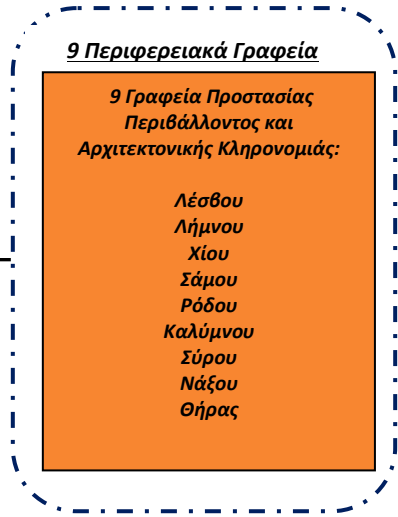 9 Περιφερειακά Γραφεία
9 Γραφεία Προστασίας
Περιβάλλοντος και
Αρχιτεκτονικής Κληρονομιάς:
Λέσβου
Λήμνου
Χίου
Σάμου
Ρόδου
Καλύμνου
Σύρου
Νάξου
Θήρας